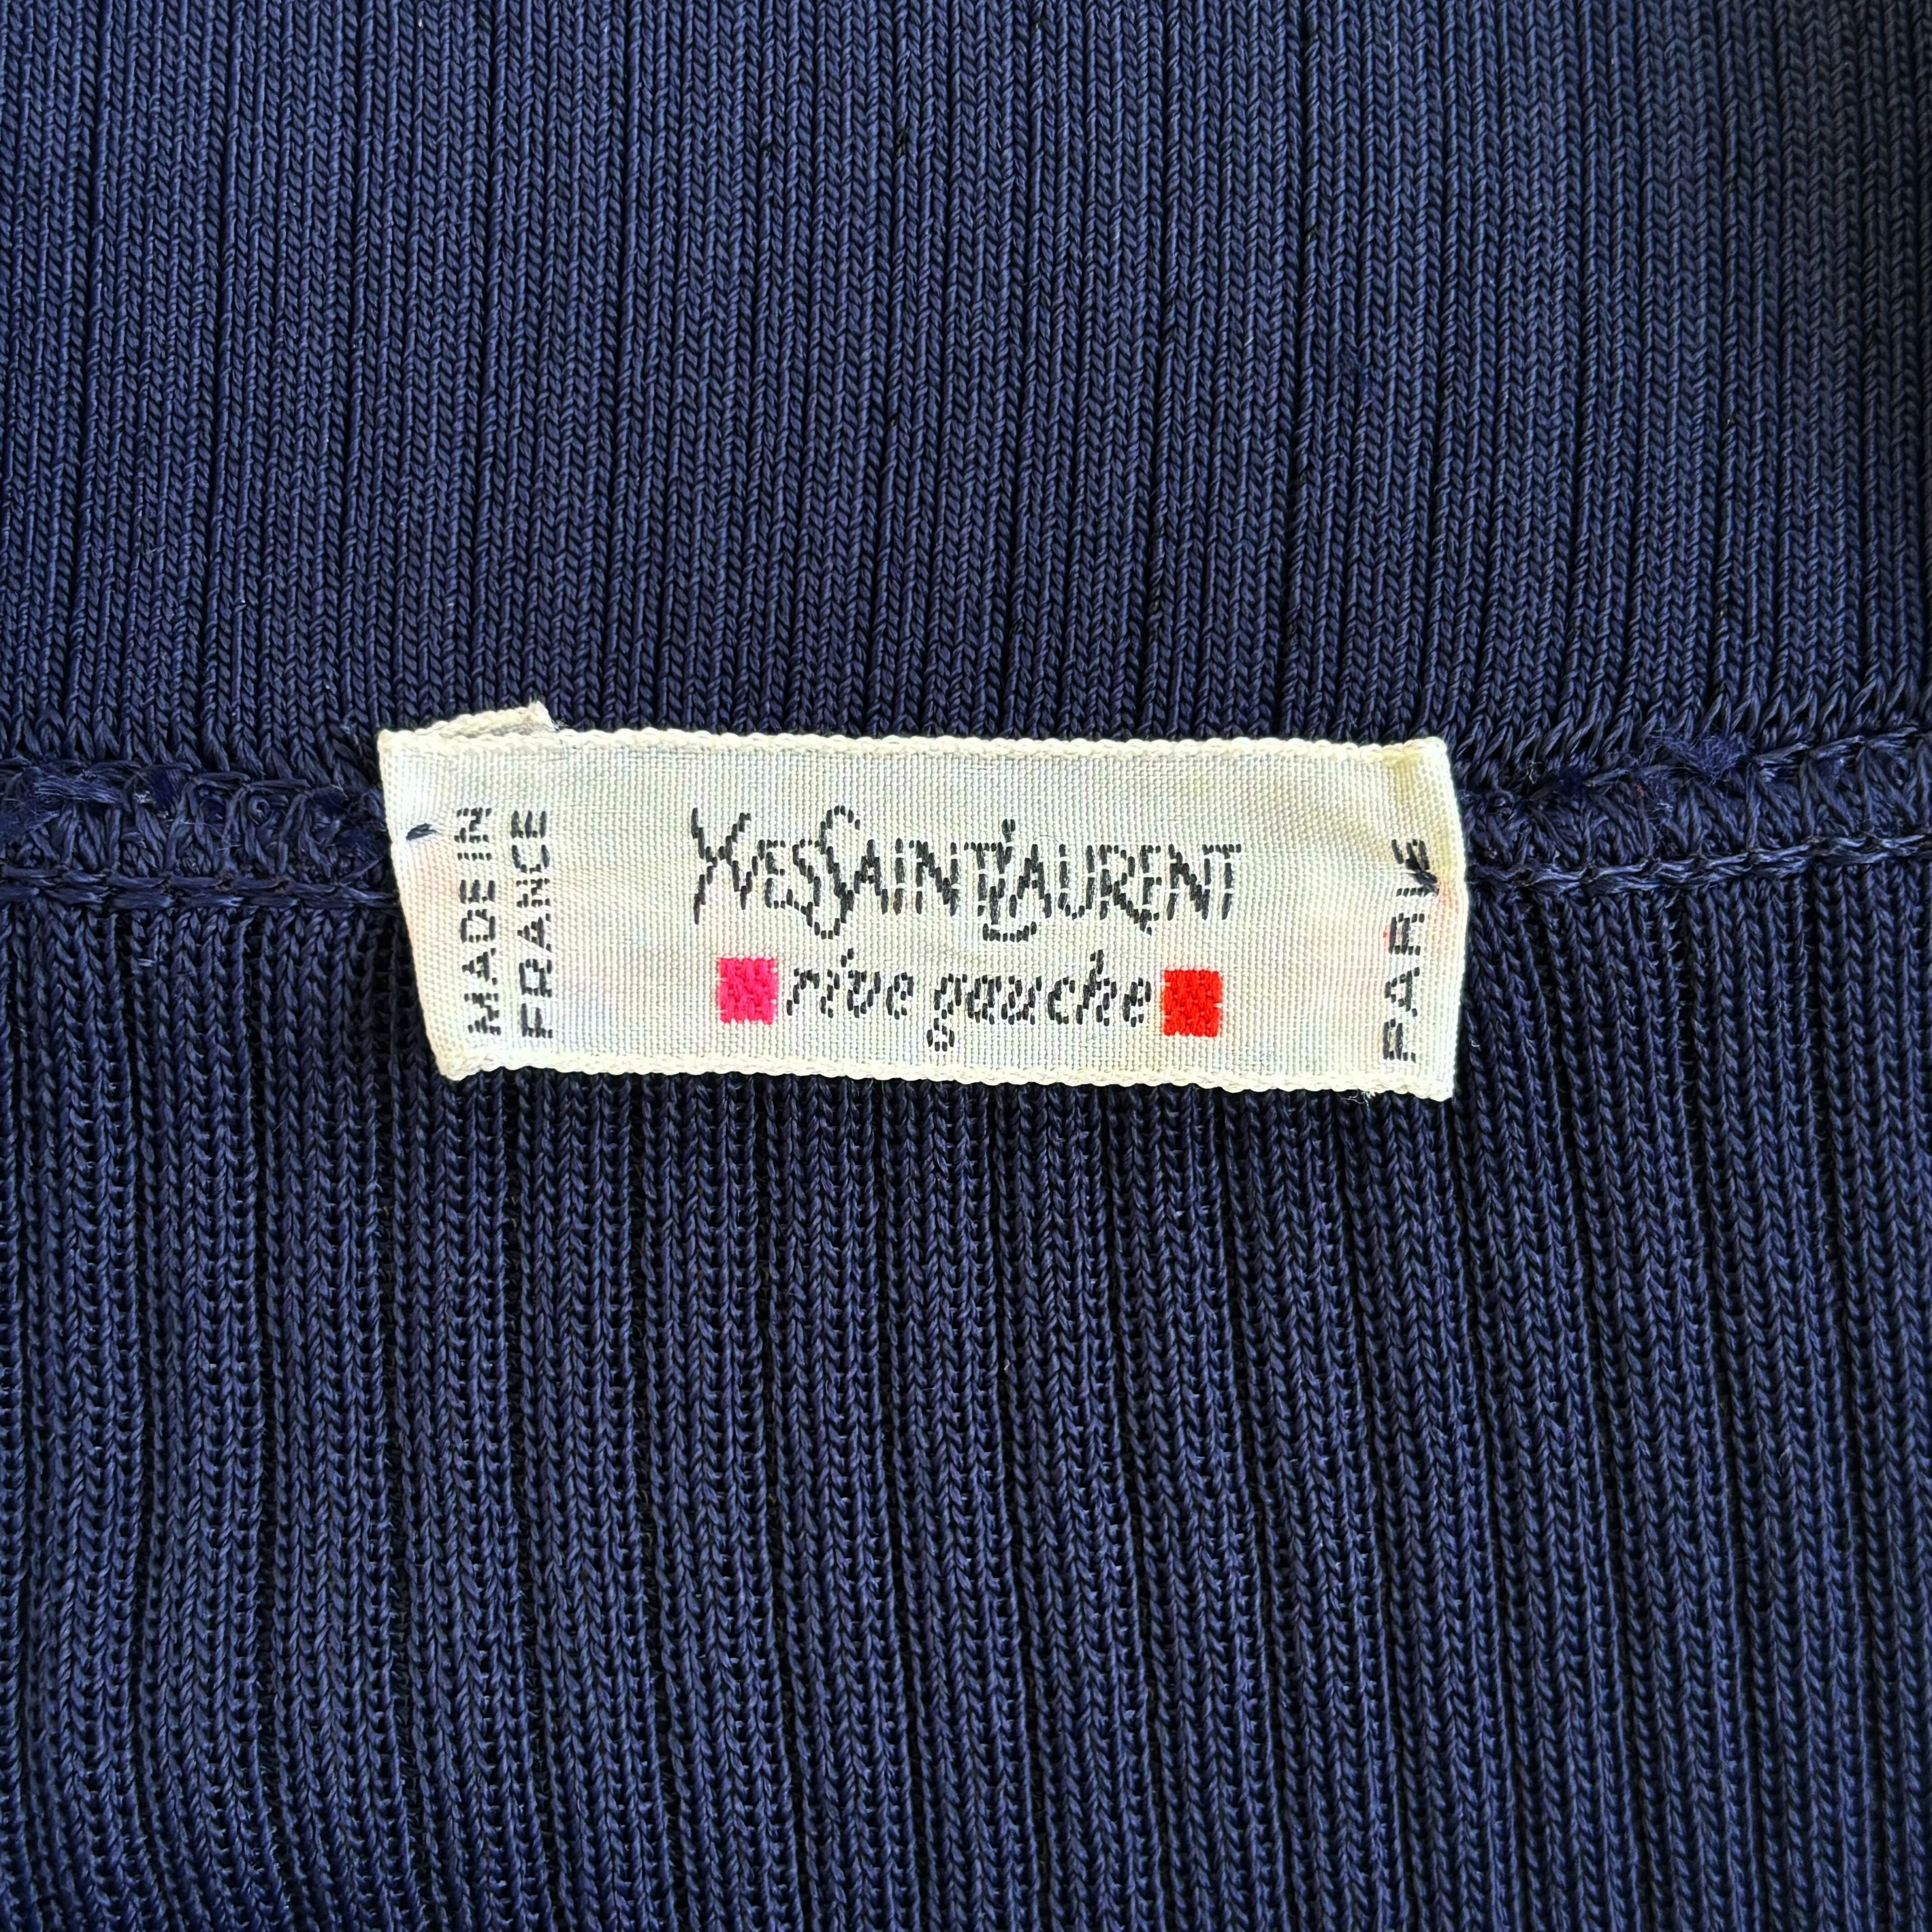 MADE IN
FRANCE
YVES SAINT LAURENT
rive gauche
PARIS